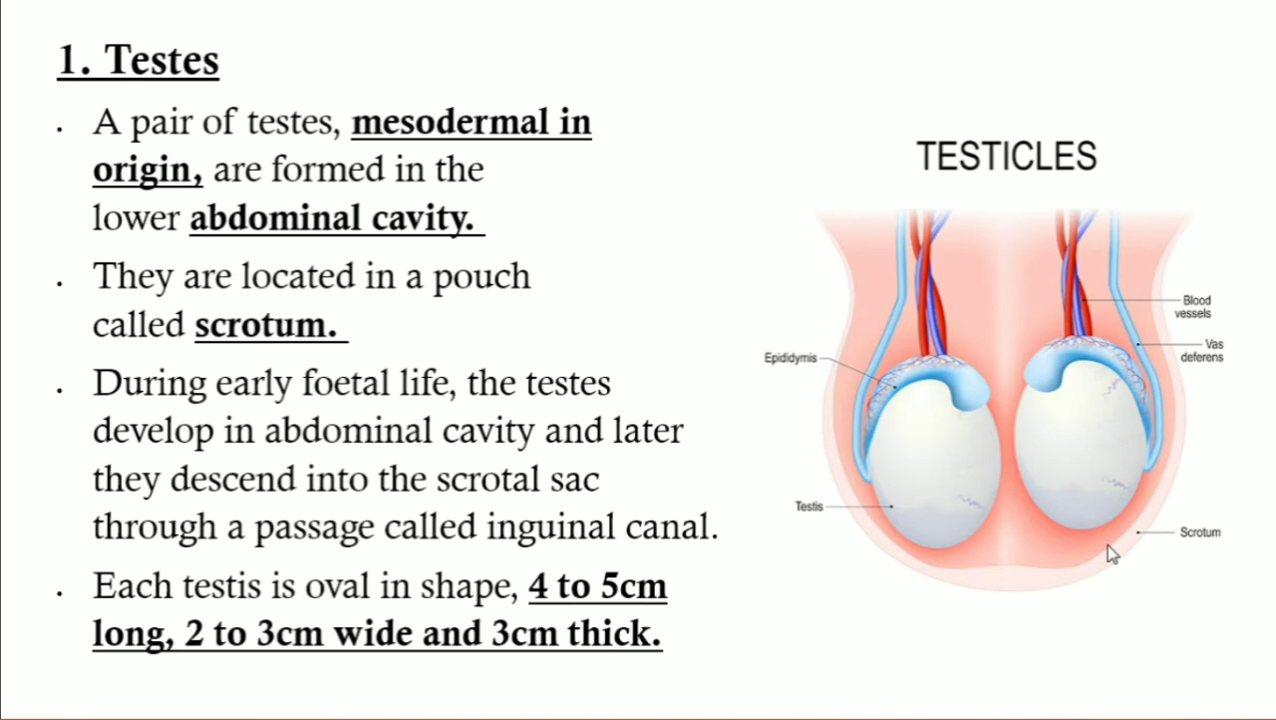 1. Testes
• A pair of testes, mesodermal in
origin, are formed in the
lower abdominal cavity.
• They are located in a pouch
called scrotum.
• During early foetal life, the testes
develop in abdominal cavity and later
they descend into the scrotal sac
through a passage called inguinal canal.
• Each testis is oval in shape, 4 to 5cm
long, 2 to 3cm wide and 3cm thick.
TESTICLES
Blood
vessels
Vas
deferens
Epididymis
Testis
Scrotum